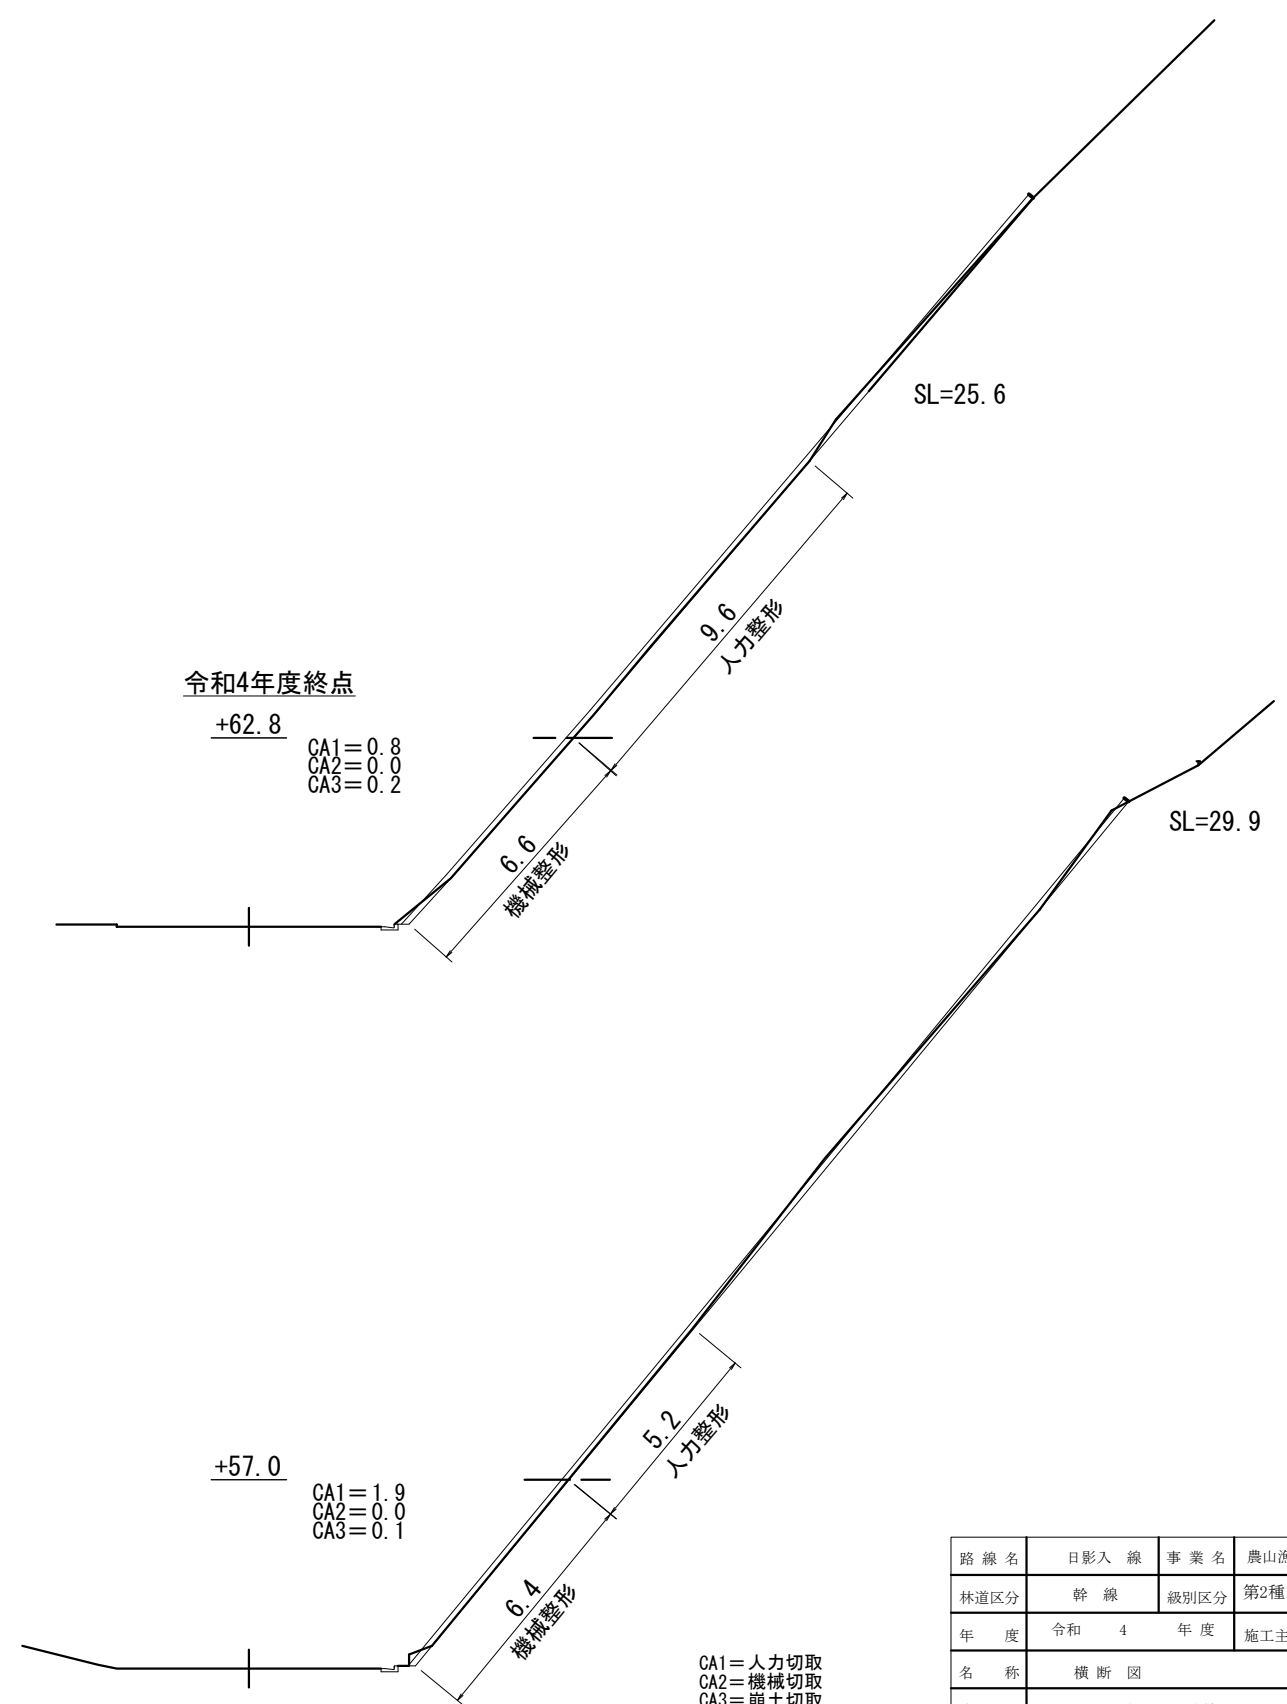 SL=25.6
9.6
人力整形
令和4年度終点
+62.8
CA1=0.8
CA2=0.0
CA3=0.2
6.6
機械整形
SL=29.9
5.2
人力整形
+57.0
CA1=1.9
CA2=0.0
CA3=0.1
6.4
機械整形
CA1=人力切取
CA2=機械切取
CA3=崩土切取
路線名 日影入 線 事業名 農山漁
林道区分 幹線 級別区分 第2種
年度 令和 4 年度 施工主
名称 横断図